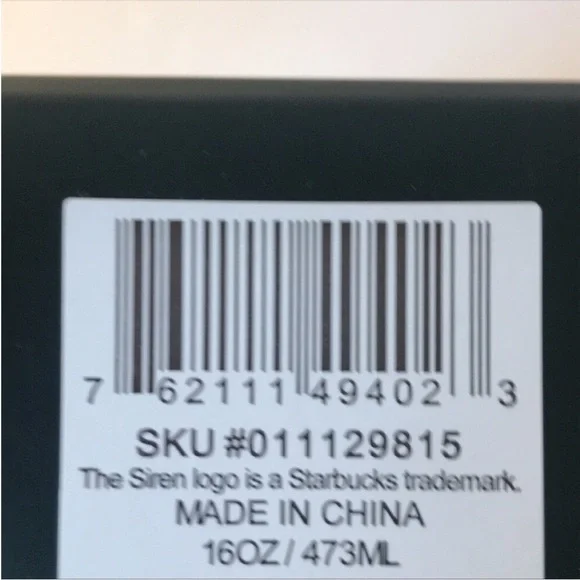 7 62111 49402 3
SKU #011129815
The Siren logo is a Starbucks trademark.
MADE IN CHINA
16OZ / 473ML